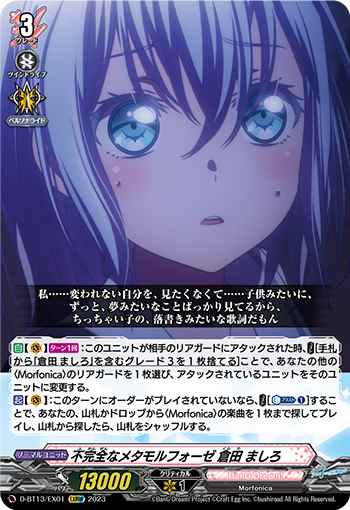 3
グレード
ツインドライブ
ペルソナライド
私……変われない自分を、見たくなくて……子供みたいに、
ずっと、夢みたいなことばっかり見てるから、
ちっちゃい子の、落書きみたいな歌詞だもん
自【】ターン1回:このユニットが相手のリアガードにアタックされた時、【手札
から「倉田 ましろ」を含むグレード3を1枚捨てる】ことで、あなたの他の
《Morfonica》のリアガードを1枚選び、アタックされているユニットをそのユ
ニットに変更する。
起【】:このターンにオーダーがプレイされていないなら、【ブラスト 1】する
ことで、あなたの、山札かドロップから《Morfonica》の楽曲を1枚まで探してプレ
イし、山札から探したら、山札をシャッフルする。
ノーマルユニット
不完全なメタモルフォーゼ 倉田 ましろ
パワー
13000
クリティカル
1
Morfonica
D-BT13/EX01 2023
©BanG Dream! Project ©Craft Egg Inc. ©bushiroad All Rights Reserved.